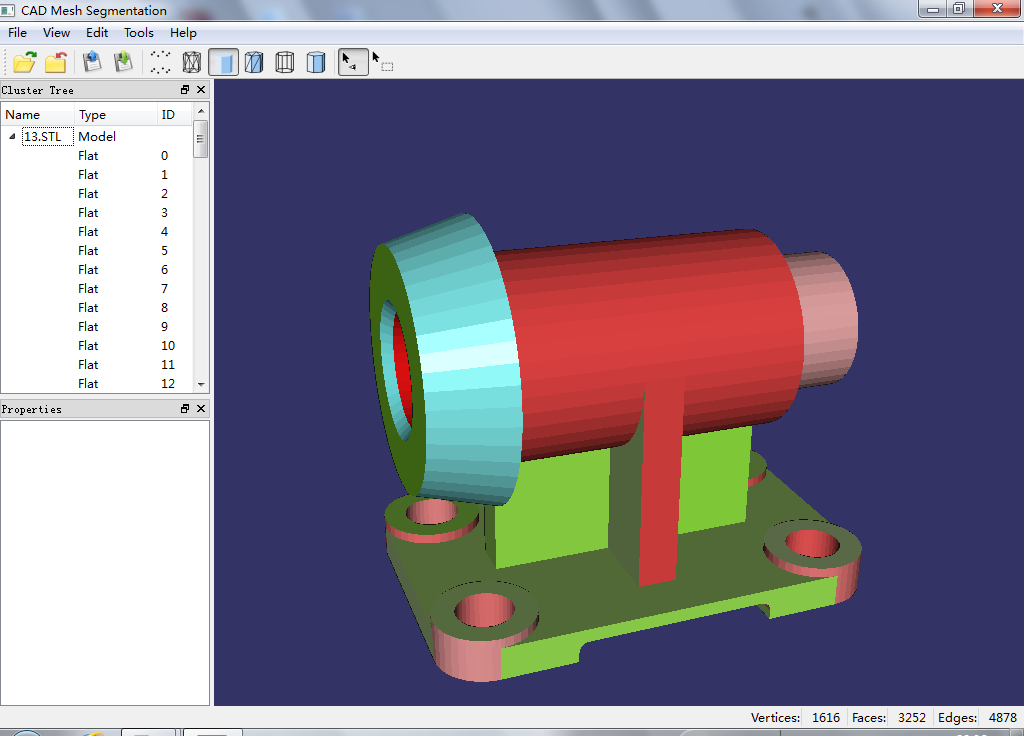 CAD Mesh Segmentation
File View Edit Tools Help
Cluster Tree
Name Type ID
13.STL Model
Flat 0
Flat 1
Flat 2
Flat 3
Flat 4
Flat 5
Flat 6
Flat 7
Flat 8
Flat 9
Flat 10
Flat 11
Flat 12
Properties
Vertices: 1616 Faces: 3252 Edges: 4878